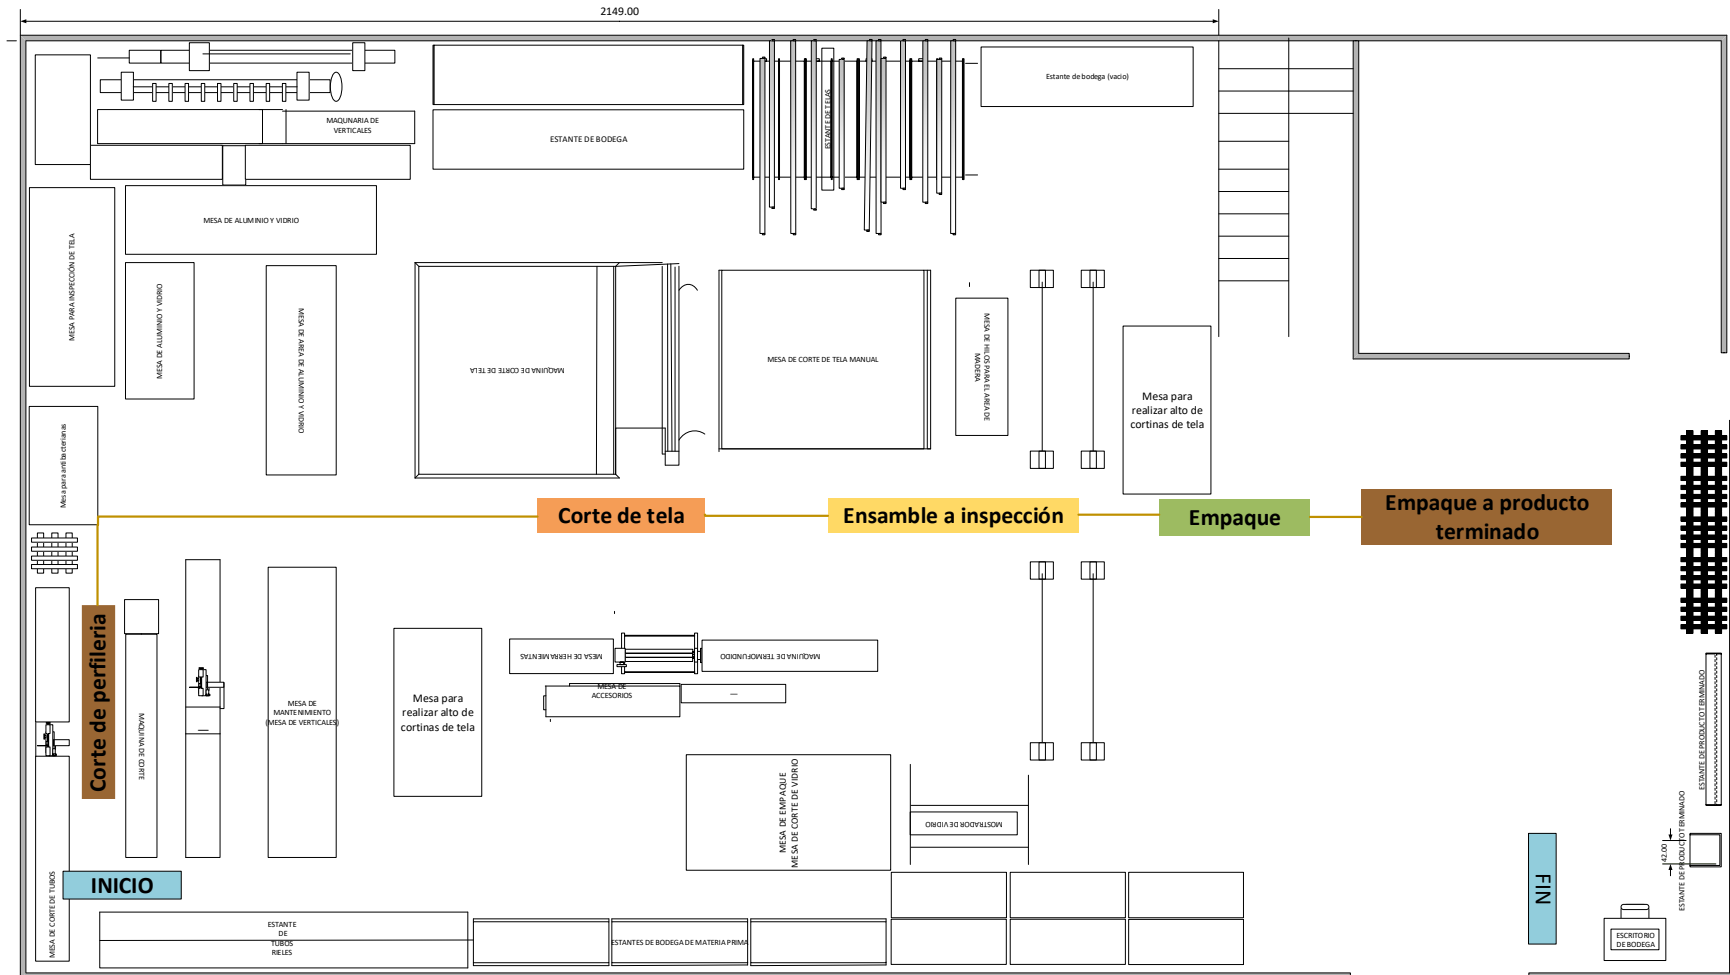 2149.00
Estante de bodega (vacio)
MAQUNARIA DE
VERTICALES
ESTANTE DE BODEGA
ESTANTE DE TELAS
MESA DE ALUMINIO Y VIDRIO
MESA PARA INSPECCIÓN DE TELA
MESA DE ALUMINIO Y VIDRIO
MESA DE AREA DE ALUMINIO Y VIDRIO
MAQUINA DE CORTE DE TELA
MESA DE CORTE DE TELA MANUAL
MESA DE HILOS PARA EL AREA DE
MADERA
Mesa para
realizar alto de
cortinas de tela
Mesa para antibacterianas
Corte de tela
Ensamble a inspección
Empaque
Empaque a producto
terminado
Corte de perfileria
MAQUINA DE CORTE
MESA DE
MANTENIMIENTO
(MESA DE VERTICALES)
Mesa para
realizar alto de
cortinas de tela
MESA DE HERRAMIENTAS
MAQUINA DE TERMOFUNDIDO
MESA DE
ACCESORIOS
MESA DE EMPAQUE
MESA DE CORTE DE VIDRIO
MOSTRADOR DE VIDRIO
ESTANTE DE PRODUCTO TERMINADO
ESTANTE DE PRODUCTO TERMINADO
42.00
INICIO
MESA DE CORTE DE TUBOS
FIN
ESTANTE
DE
TUBOS
RIELES
ESTANTES DE BODEGA DE MATERIA PRIMA
ESCRITORIO
DE BODEGA